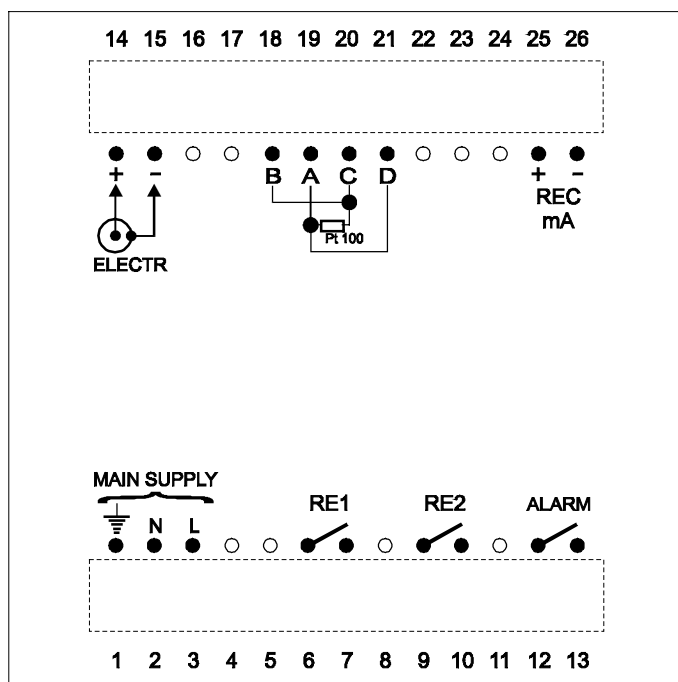 14 15 16 17 18 19 20 21 22 23 24 25 26
+ − B A C D + −
REC
mA
Pt 100
ELECTR
MAIN SUPPLY
RE1 RE2 ALARM
N L
1 2 3 4 5 6 7 8 9 10 11 12 13